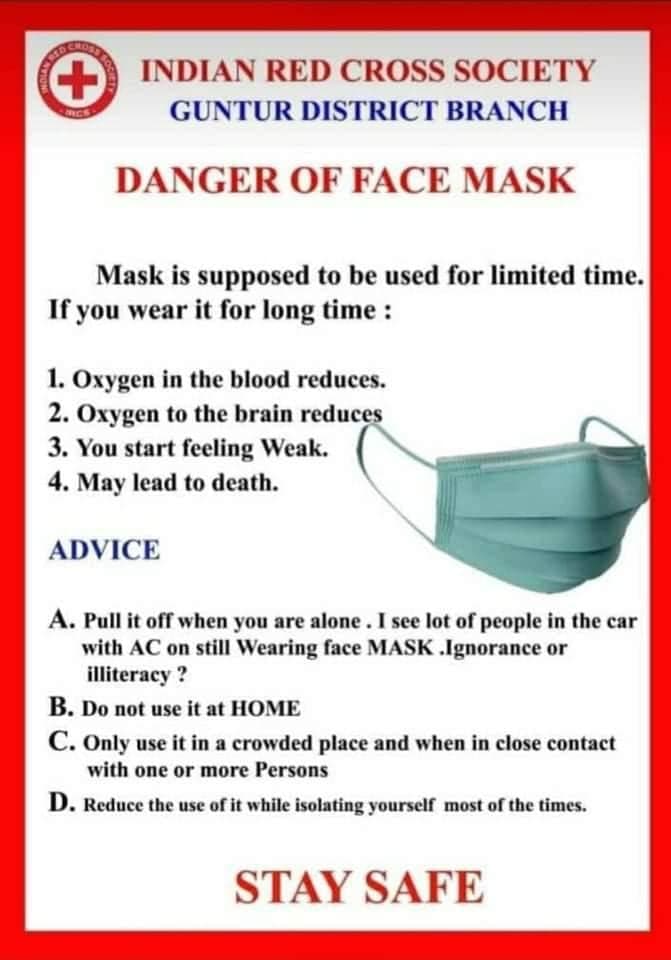 INDIAN RED CROSS SOCIETY
IRCS
INDIAN RED CROSS SOCIETY
GUNTUR DISTRICT BRANCH
DANGER OF FACE MASK
Mask is supposed to be used for limited time.
If you wear it for long time :
1. Oxygen in the blood reduces.
2. Oxygen to the brain reduces
3. You start feeling Weak.
4. May lead to death.
ADVICE
A. Pull it off when you are alone . I see lot of people in the car
with AC on still Wearing face MASK .Ignorance or
illiteracy ?
B. Do not use it at HOME
C. Only use it in a crowded place and when in close contact
with one or more Persons
D. Reduce the use of it while isolating yourself most of the times.
STAY SAFE